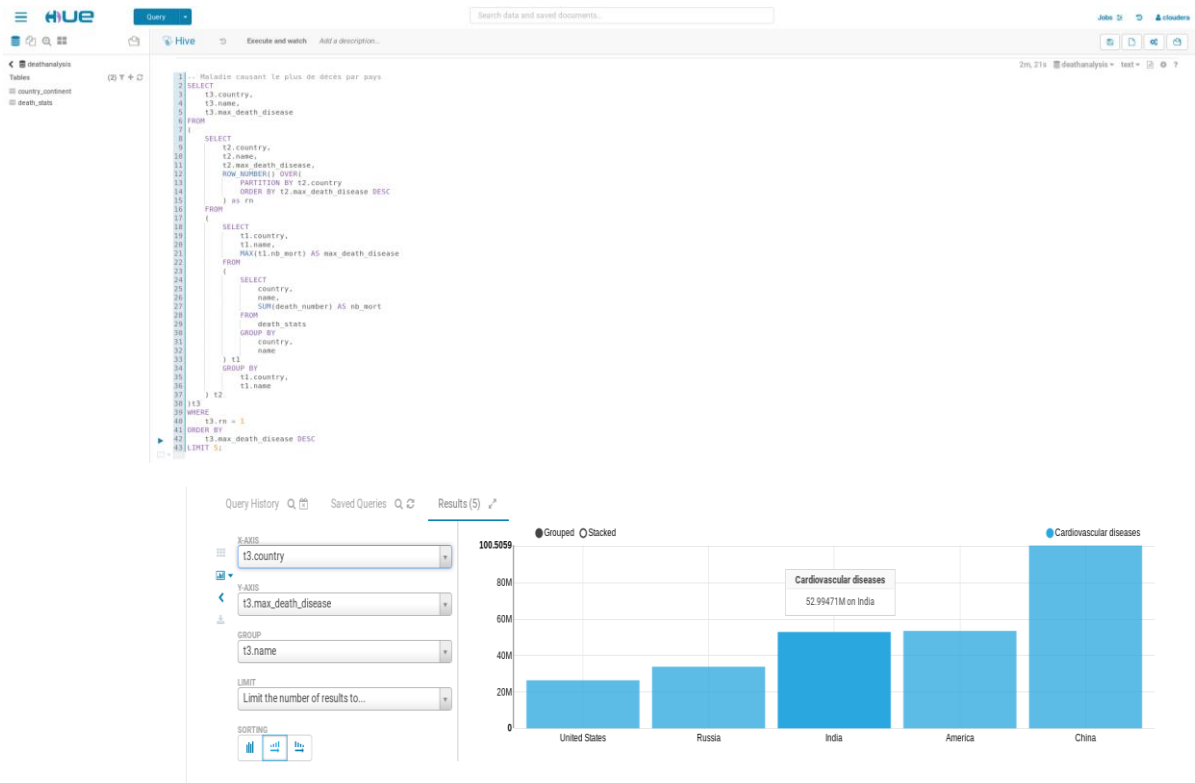 HUE
Query
Search data and saved documents...
Jobs
cloudera
Hive
Execute and watch
Add a description...
deathanalysis
Tables
(2)
country_continent
death_stats
2m, 21s
deathanalysis
text
?
1 -- Maladie causant le plus de décès par pays
2 SELECT
3 t3.country,
4 t3.name,
5 t3.max_death_disease
6 FROM
7 (
8 SELECT
9 t2.country,
10 t2.name,
11 t2.max_death_disease,
12 ROW_NUMBER() OVER(
13 PARTITION BY t2.country
14 ORDER BY t2.max_death_disease DESC
15 ) as rn
16 FROM
17 (
18 SELECT
19 t1.country,
20 t1.name,
21 MAX(t1.nb_mort) AS max_death_disease
22 FROM
23 (
24 SELECT
25 country,
26 name,
27 SUM(death_number) AS nb_mort
28 FROM
29 death_stats
30 GROUP BY
31 country,
32 name
33 ) t1
34 GROUP BY
35 t1.country,
36 t1.name
37 ) t2
38 )t3
39 WHERE
40 t3.rn = 1
41 ORDER BY
42 t3.max_death_disease DESC
43 LIMIT 5;
Query History
Saved Queries
Results (5)
X-AXIS
t3.country
Y-AXIS
t3.max_death_disease
GROUP
t3.name
LIMIT
Limit the number of results to...
SORTING
Grouped
Stacked
Cardiovascular diseases
100.5059
80M
60M
40M
20M
0
Cardiovascular diseases
52.99471M on India
United States
Russia
India
America
China